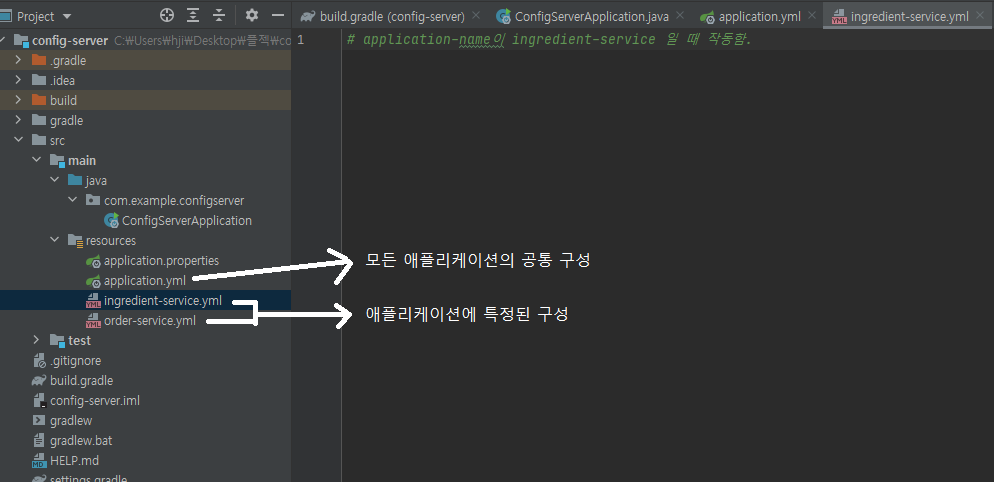 Project
build.gradle (config-server)
ConfigServerApplication.java
application.yml
ingredient-service.yml
config-server C:\Users\hji\Desktop\플젝\co
1 # application-name이 ingredient-service 일 때 작동함.
.gradle
.idea
build
gradle
src
main
java
com.example.configserver
ConfigServerApplication
resources
application.properties
모든 애플리케이션의 공통 구성
application.yml
ingredient-service.yml
애플리케이션에 특정된 구성
order-service.yml
test
.gitignore
build.gradle
config-server.iml
gradlew
gradlew.bat
HELP.md
settings.gradle